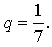 q = 1/7.